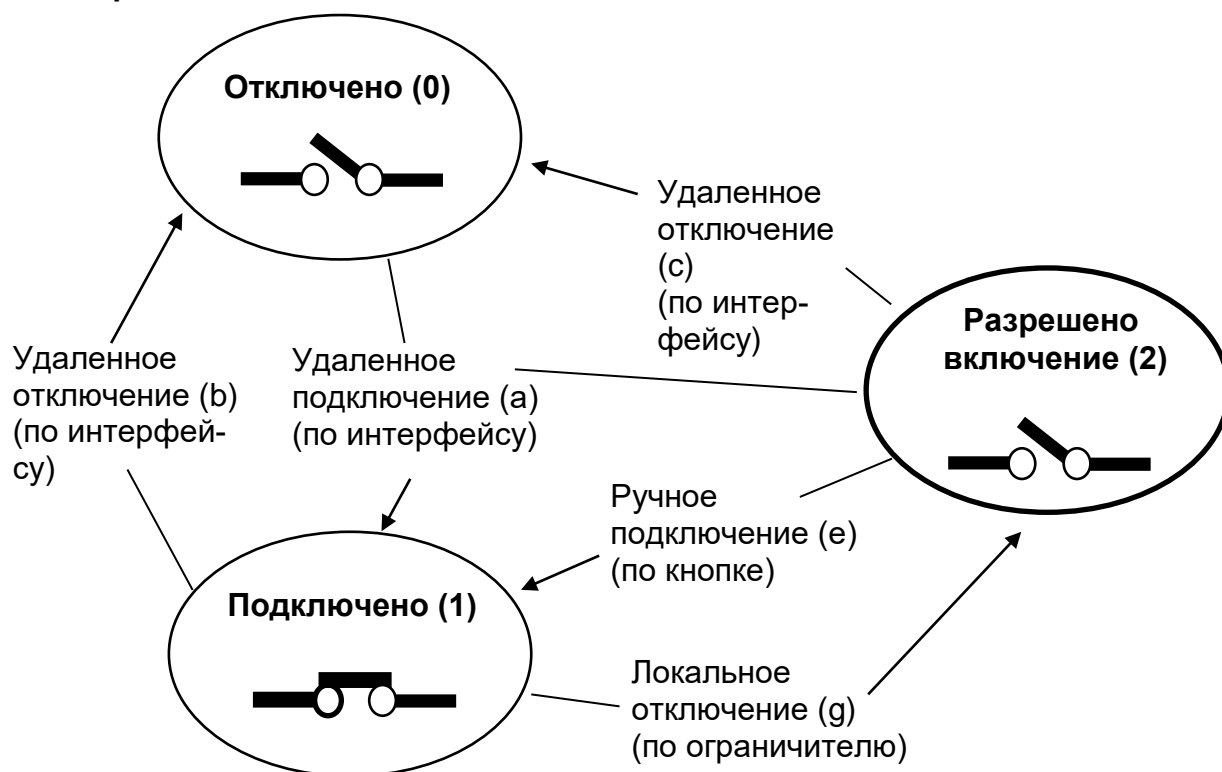 Отключено (0)
Удаленное
отключение
(c)
(по интер-
фейсу)
Разрешено
включение (2)
Удаленное
отключение (b)
(по интерфей-
су)
Удаленное
подключение (a)
(по интерфейсу)
Ручное
подключение (e)
(по кнопке)
Подключено (1)
Локальное
отключение (g)
(по ограничителю)